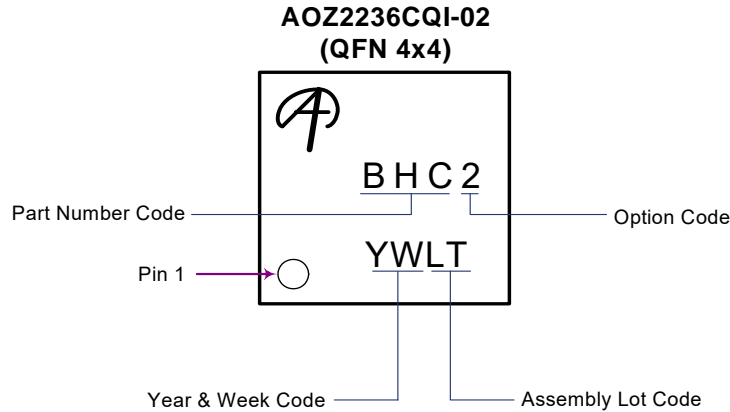 AOZ2236CQI-02
(QFN 4x4)
BHC2
Part Number Code
Option Code
YWLT
Pin 1
Year & Week Code
Assembly Lot Code